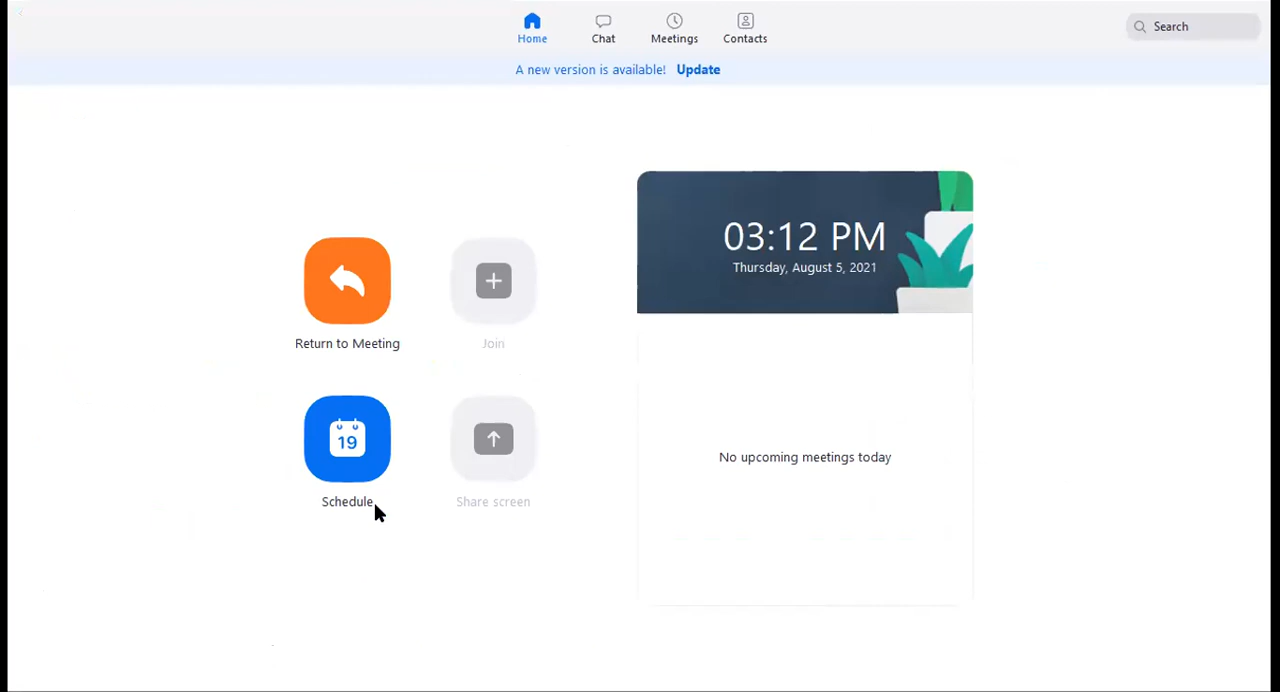 Home
Chat
Meetings
Contacts
Search
A new version is available! Update
03:12 PM
Thursday, August 5, 2021
Return to Meeting
Join
19
Schedule
Share screen
No upcoming meetings today